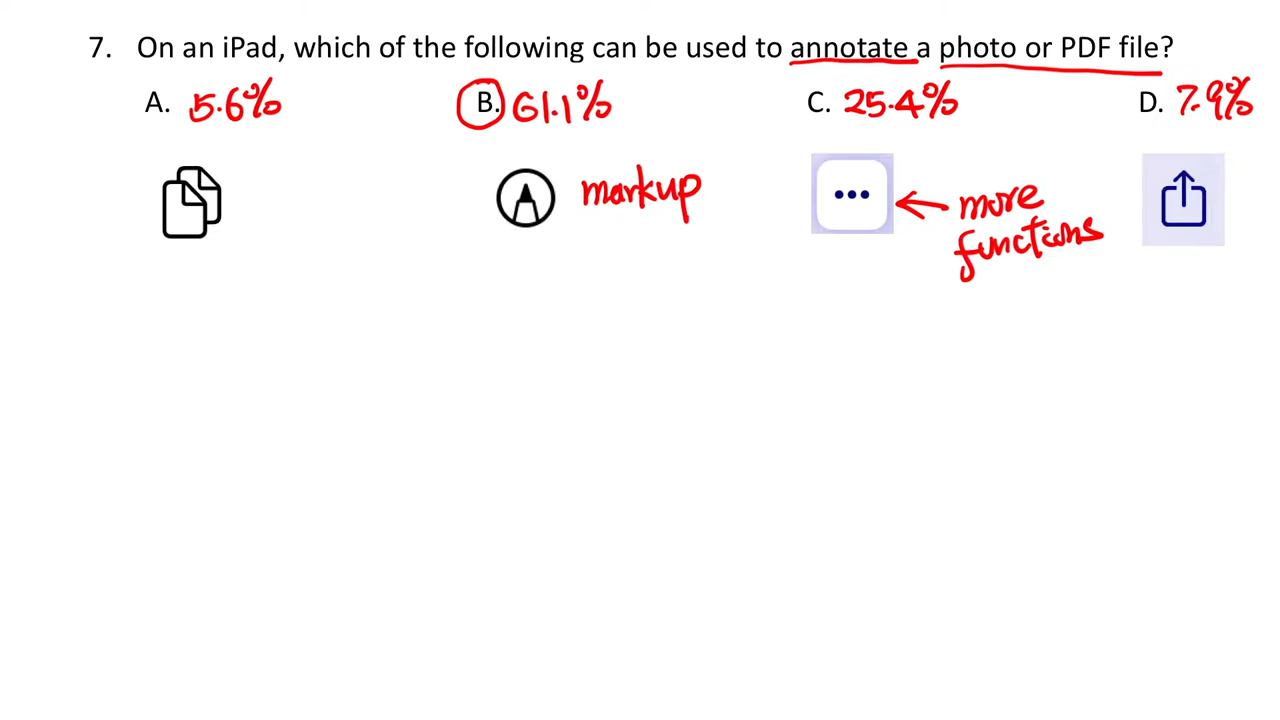 7. On an iPad, which of the following can be used to annotate a photo or PDF file?
A. 5.6% B. 61.1% C. 25.4% D. 7.9%
markup
more
functions